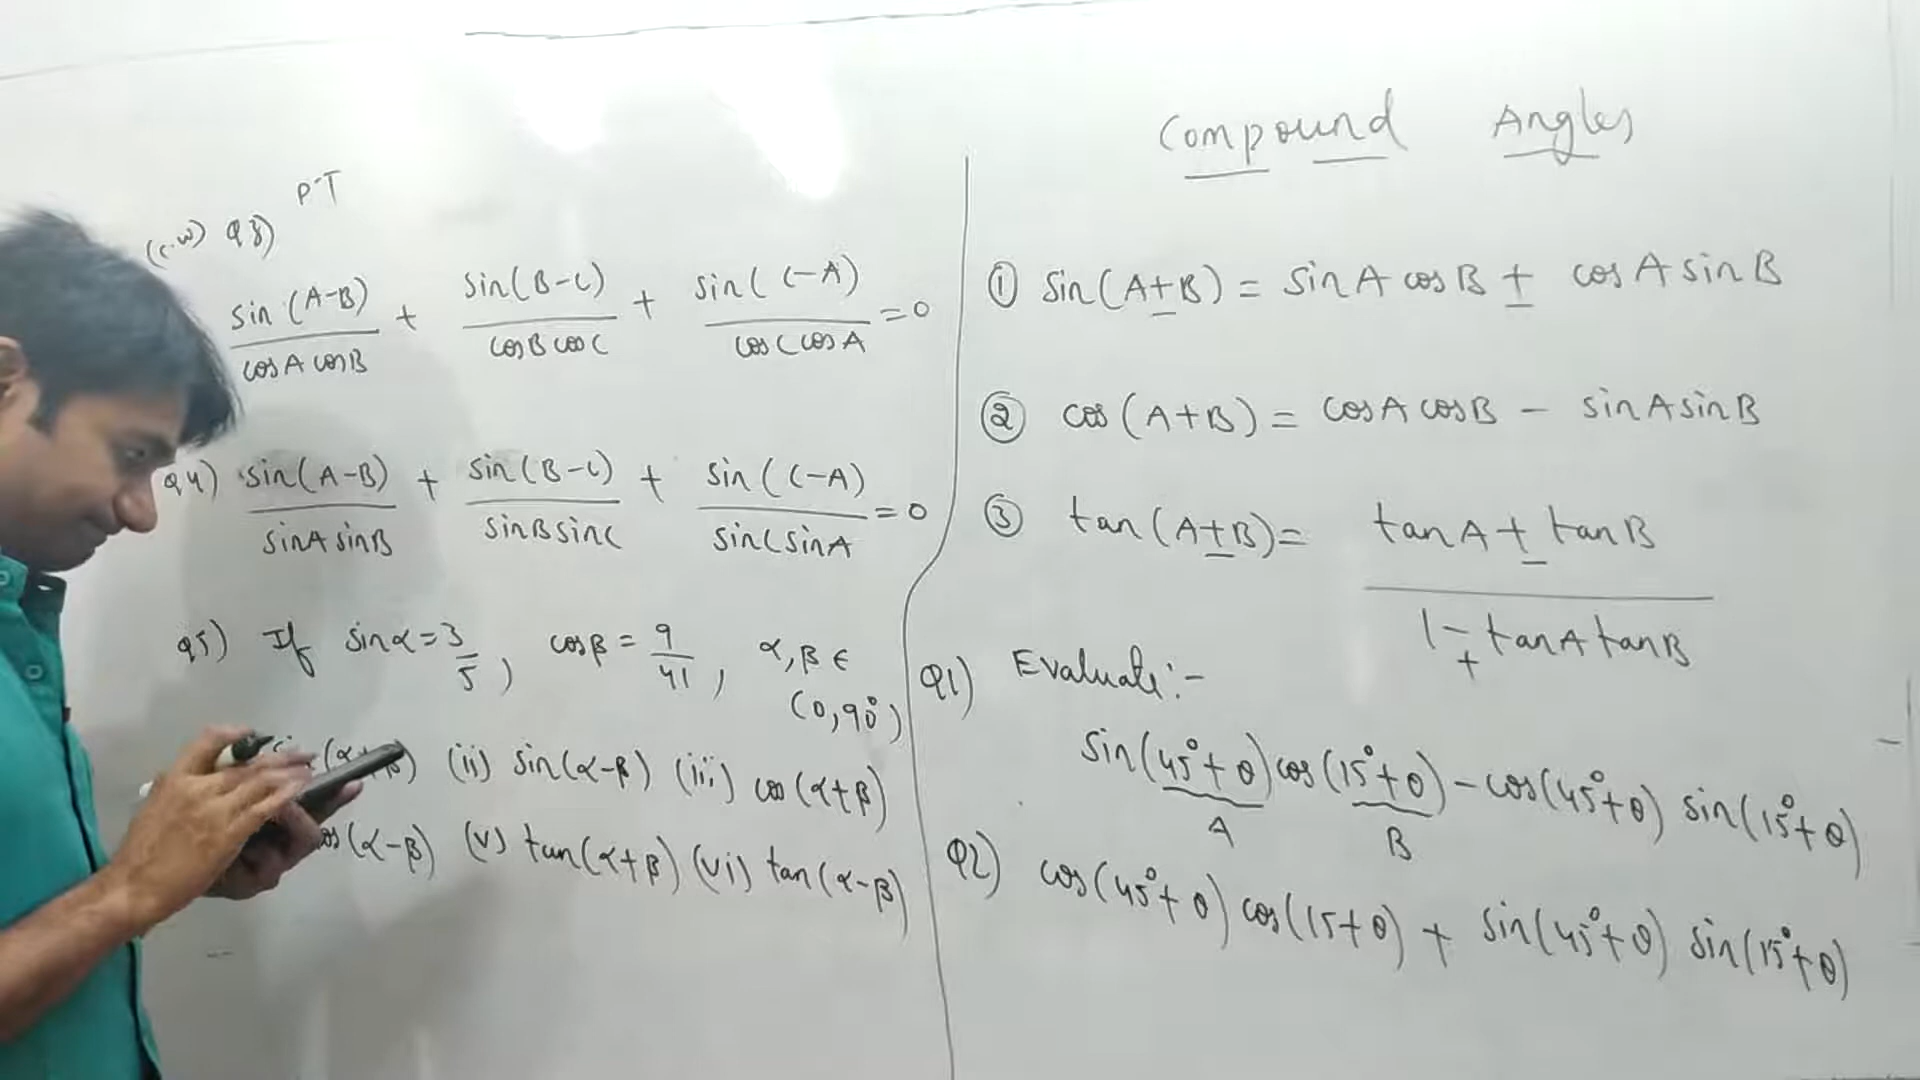 Compound Angles
① sin(A±B) = sinA cosB ± cosA sinB
② cos(A+B) = cosA cosB − sinA sinB
③ tan(A±B) = tanA ± tanB / 1 ∓ tanA tanB
Q1) Evaluate:-
sin(45°+θ) cos(15°+θ) − cos(45°+θ) sin(15°+θ)
A B
Q2) cos(45°+θ) cos(15+θ) + sin(45°+θ) sin(15°+θ)
P.T
(C.W) Q3)
sin(A−B) / cosA cosB + sin(B−C) / cosB cosC + sin(C−A) / cosC cosA = 0
Q4) sin(A−B) / sinA sinB + sin(B−C) / sinB sinC + sin(C−A) / sinC sinA = 0
Q5) If sinα = 3/5, cosβ = 9/41, α,β ∈
(0,90°)
(ii) sin(α−β) (iii) cos(α+β)
(α−β) (v) tan(α+β) (vi) tan(α−β)